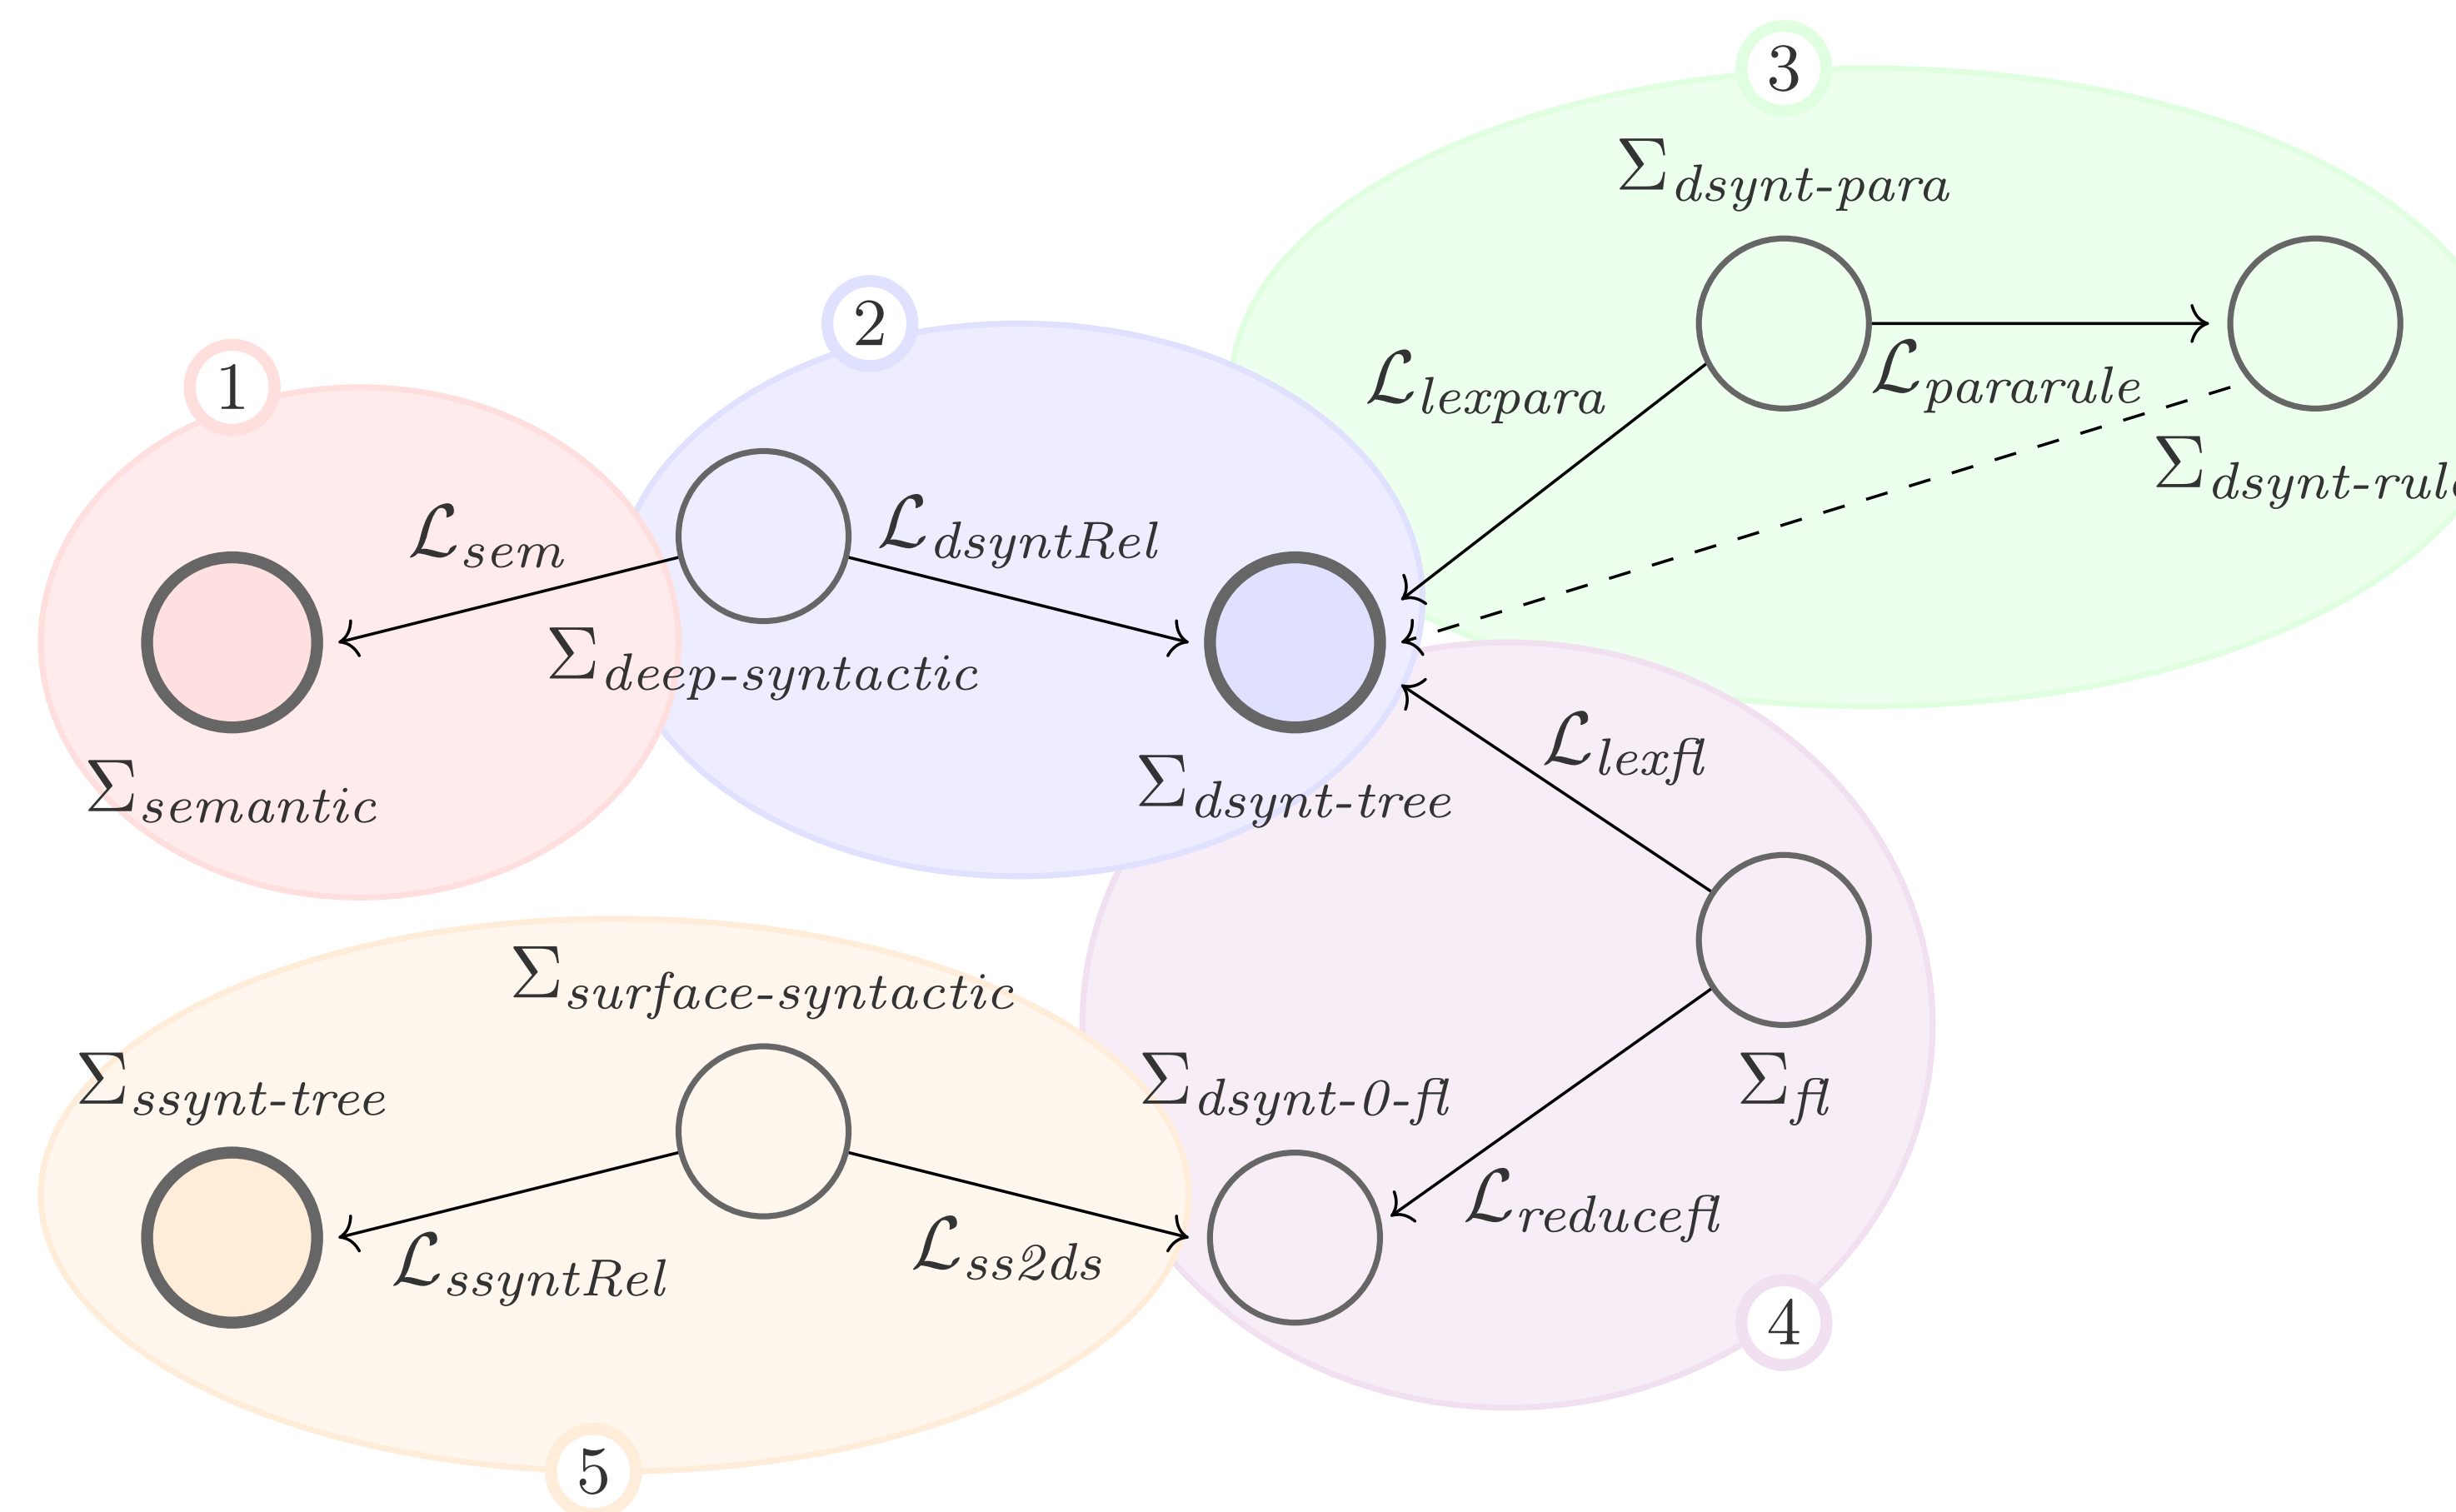 3
Σdsynt-para
2
ℒlexpara
ℒpararule
1
Σdsynt-rul
ℒsem
ℒdsyntRel
Σdeep-syntactic
ℒlexfl
Σsemantic
Σdsynt-tree
Σsurface-syntactic
Σssynt-tree
Σdsynt-0-fl
Σfl
ℒreducefl
ℒssyntRel
ℒss2ds
4
5